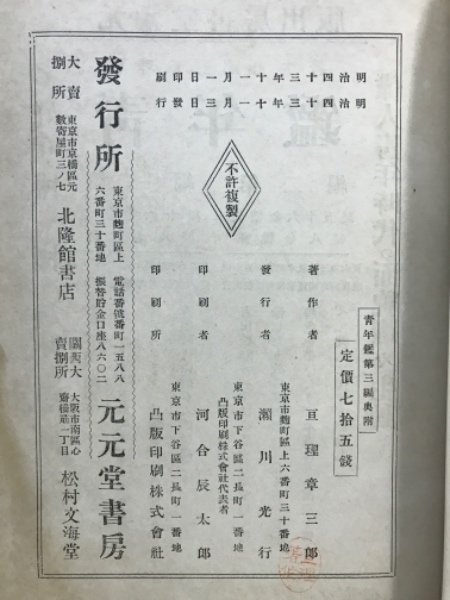 青年鑑第三編奧附
定價七拾五錢
明治四十三年十一月一日印刷
明治四十三年十一月三日發行
不許複製
著作者 亘理章三郎
東京市麴町區上六番町三十番地
發行者 瀨川光行
東京市下谷區二長町一番地
凸版印刷株式會社代表者
印刷者 河合辰太郎
東京市下谷區二長町一番地
印刷所 凸版印刷株式會社
發行所
東京市麴町區上
六番町三十番地
電話番號番町一五八八
振替貯金口座八六〇二
元元堂書房
大賣
捌所
東京市京橋區元
數寄屋町三ノ七
北隆館書店
關西大
賣捌所
大阪市南區心
齋橋筋一丁目
松村文海堂